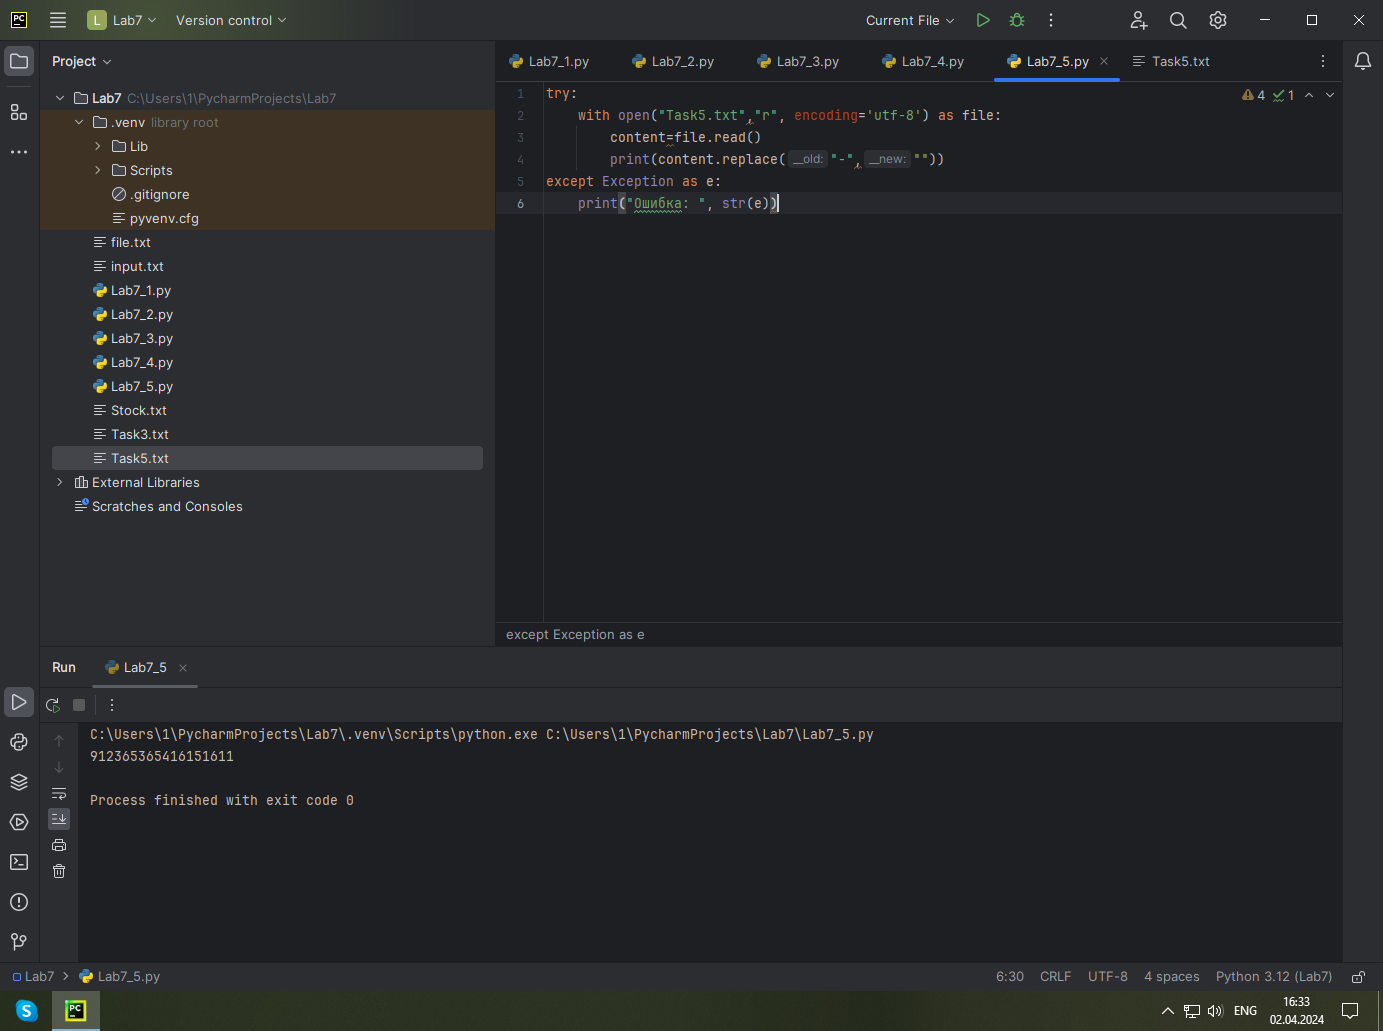 PC
L Lab7
Version control
Current File
Project
Lab7_1.py
Lab7_2.py
Lab7_3.py
Lab7_4.py
Lab7_5.py
Task5.txt
Lab7 C:\Users\1\PycharmProjects\Lab7
.venv library root
Lib
Scripts
.gitignore
pyvenv.cfg
file.txt
input.txt
Lab7_1.py
Lab7_2.py
Lab7_3.py
Lab7_4.py
Lab7_5.py
Stock.txt
Task3.txt
Task5.txt
External Libraries
Scratches and Consoles
4 1
1 try:
2 with open("Task5.txt","r", encoding='utf-8') as file:
3 content=file.read()
4 print(content.replace( __old: "-", __new: ""))
5 except Exception as e:
6 print("Ошибка: ", str(e))
except Exception as e
Run
Lab7_5
C:\Users\1\PycharmProjects\Lab7\.venv\Scripts\python.exe C:\Users\1\PycharmProjects\Lab7\Lab7_5.py
912365365416151611
Process finished with exit code 0
Lab7 > Lab7_5.py
6:30 CRLF UTF-8 4 spaces Python 3.12 (Lab7)
S
PC
ENG
16:33
02.04.2024